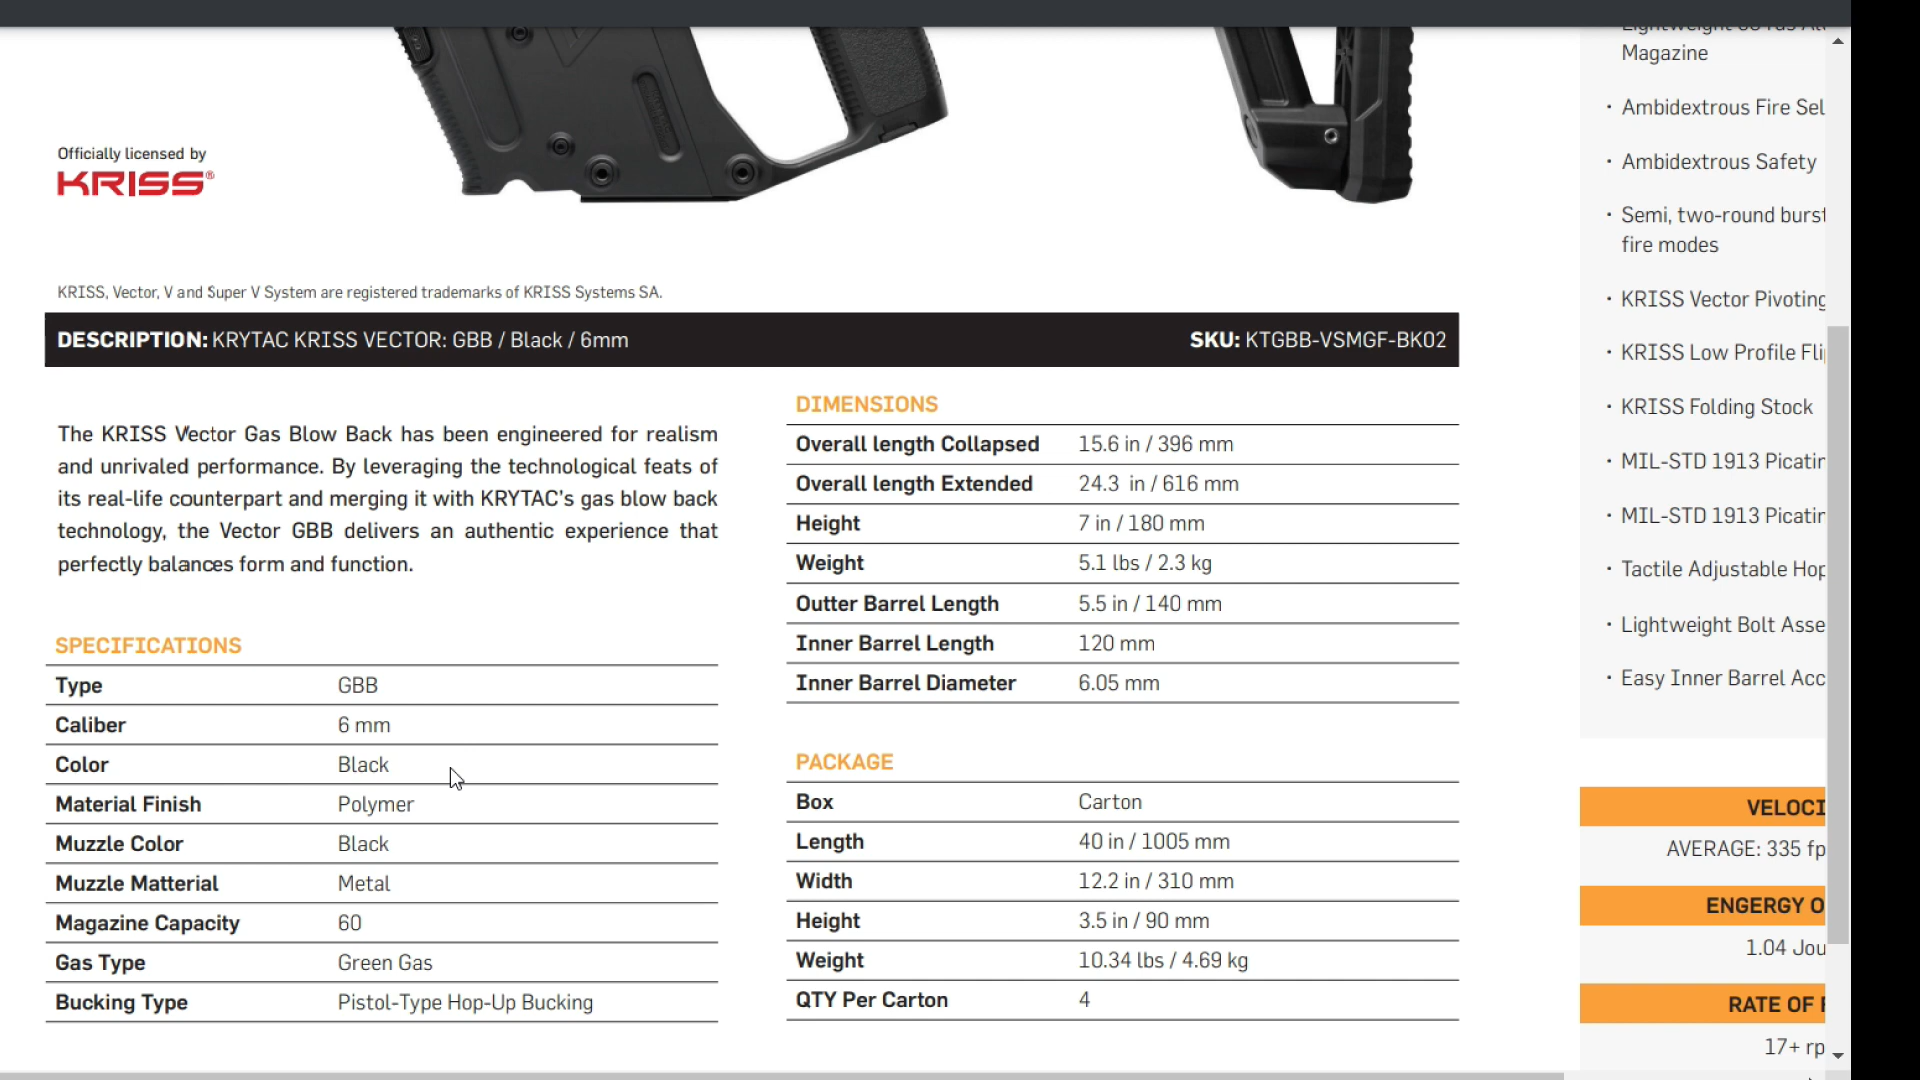 Officially licensed by
KRISS®
KRISS, Vector, V and Super V System are registered trademarks of KRISS Systems SA.
DESCRIPTION: KRYTAC KRISS VECTOR: GBB / Black / 6mm
SKU: KTGBB-VSMGF-BK02
The KRISS Vector Gas Blow Back has been engineered for realism
and unrivaled performance. By leveraging the technological feats of
its real-life counterpart and merging it with KRYTAC's gas blow back
technology, the Vector GBB delivers an authentic experience that
perfectly balances form and function.
SPECIFICATIONS
Type GBB
Caliber 6 mm
Color Black
Material Finish Polymer
Muzzle Color Black
Muzzle Matterial Metal
Magazine Capacity 60
Gas Type Green Gas
Bucking Type Pistol-Type Hop-Up Bucking
DIMENSIONS
Overall length Collapsed 15.6 in / 396 mm
Overall length Extended 24.3 in / 616 mm
Height 7 in / 180 mm
Weight 5.1 lbs / 2.3 kg
Outter Barrel Length 5.5 in / 140 mm
Inner Barrel Length 120 mm
Inner Barrel Diameter 6.05 mm
PACKAGE
Box Carton
Length 40 in / 1005 mm
Width 12.2 in / 310 mm
Height 3.5 in / 90 mm
Weight 10.34 lbs / 4.69 kg
QTY Per Carton 4
Lightweight
Magazine
· Ambidextrous Fire Sel
· Ambidextrous Safety
· Semi, two-round burst
fire modes
· KRISS Vector Pivoting
· KRISS Low Profile Fli
· KRISS Folding Stock
· MIL-STD 1913 Picatin
· MIL-STD 1913 Picatin
· Tactile Adjustable Hop
· Lightweight Bolt Asse
· Easy Inner Barrel Acc
VELOCI
AVERAGE: 335 fp
ENGERGY O
1.04 Jou
RATE OF
17+ rp